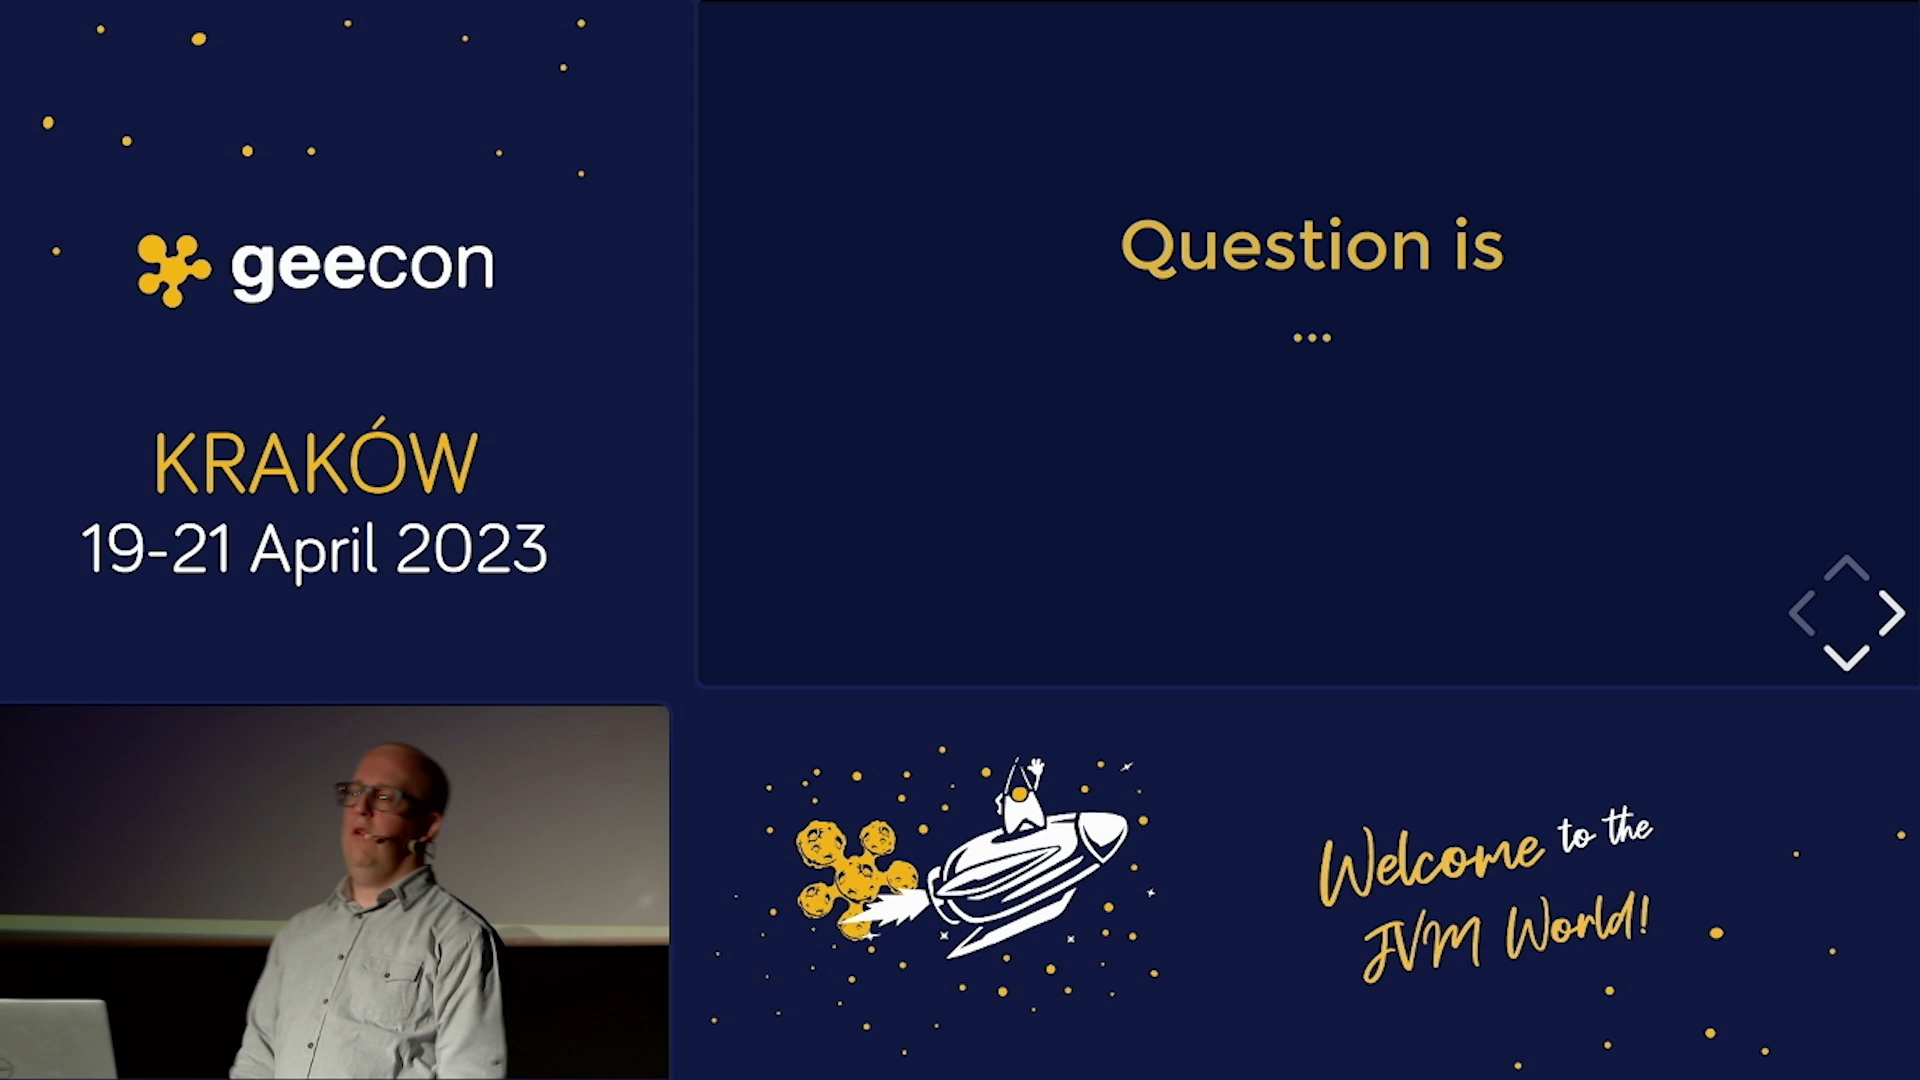 geecon
KRAKÓW
19-21 April 2023
Question is
...
Welcome to the
JVM World!